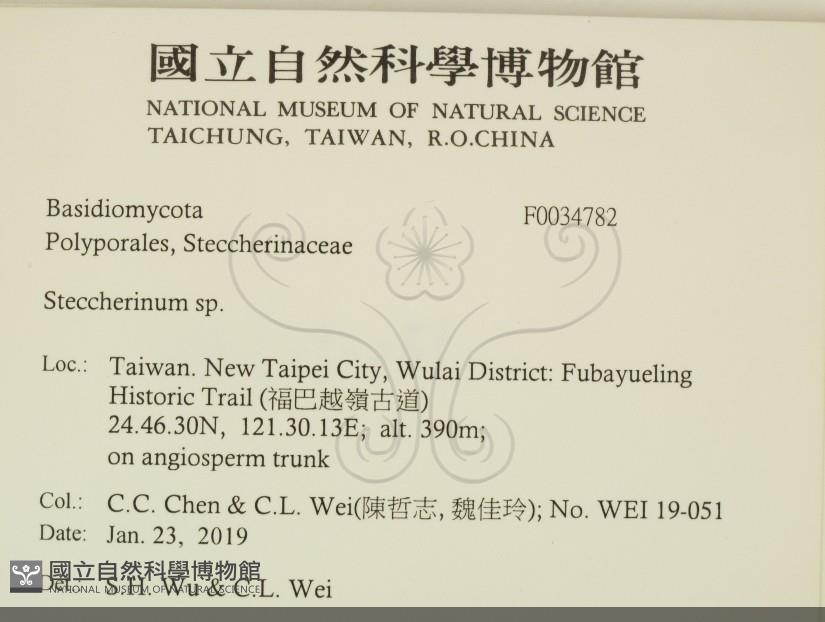 國立自然科學博物館
NATIONAL MUSEUM OF NATURAL SCIENCE
TAICHUNG, TAIWAN, R.O.CHINA
Basidiomycota F0034782
Polyporales, Steccherinaceae
Steccherinum sp.
Loc.: Taiwan. New Taipei City, Wulai District: Fubayueling
Historic Trail (福巴越嶺古道)
24.46.30N, 121.30.13E; alt. 390m;
on angiosperm trunk
Col.: C.C. Chen & C.L. Wei(陳哲志, 魏佳玲); No. WEI 19-051
Date: Jan. 23, 2019
Det.: S.H. Wu & C.L. Wei
國立自然科學博物館
NATIONAL MUSEUM OF NATURAL SCIENCE